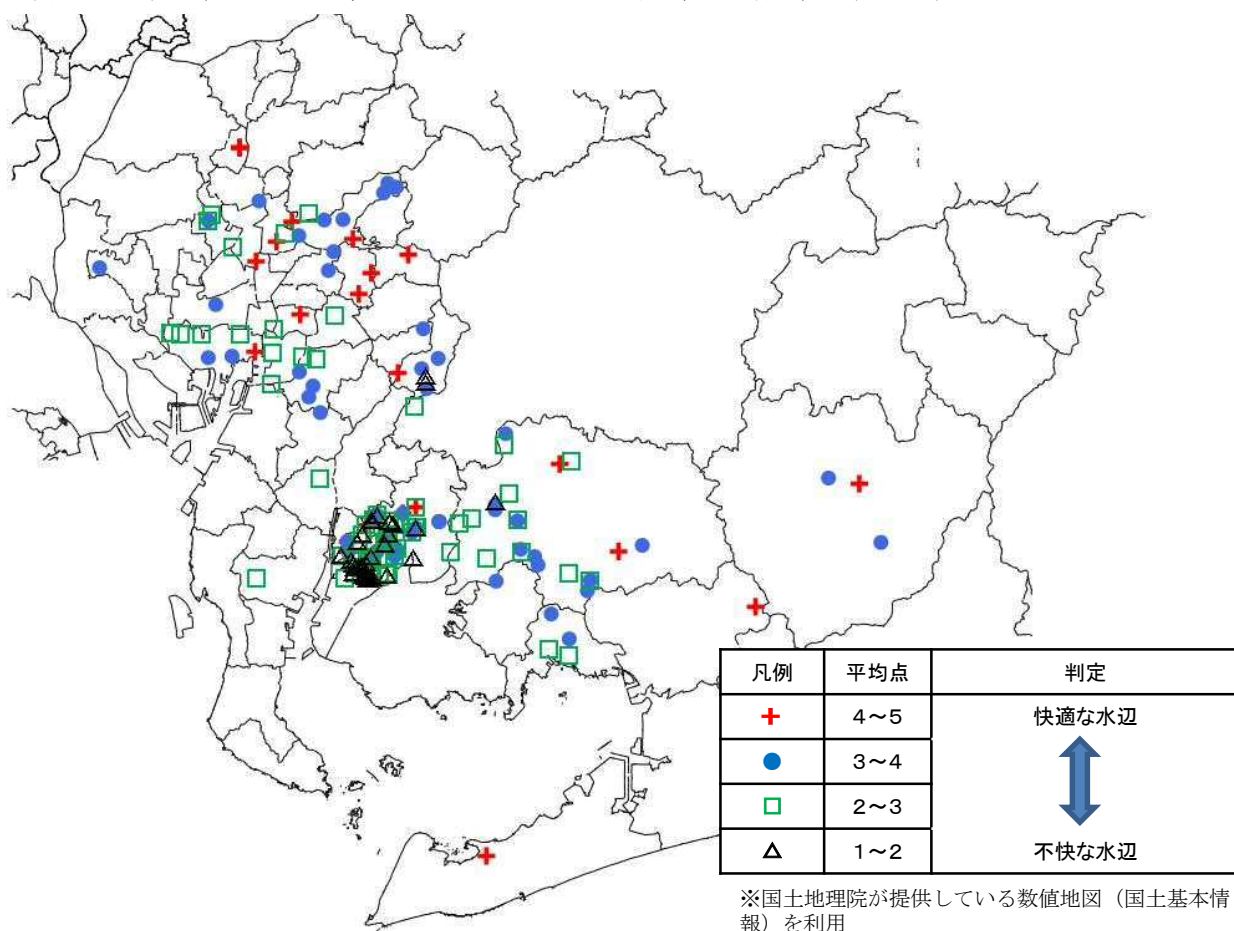 凡例 平均点 判定
4～5 快適な水辺
3～4
2～3
1～2 不快な水辺
※国土地理院が提供している数値地図（国土基本情
報）を利用